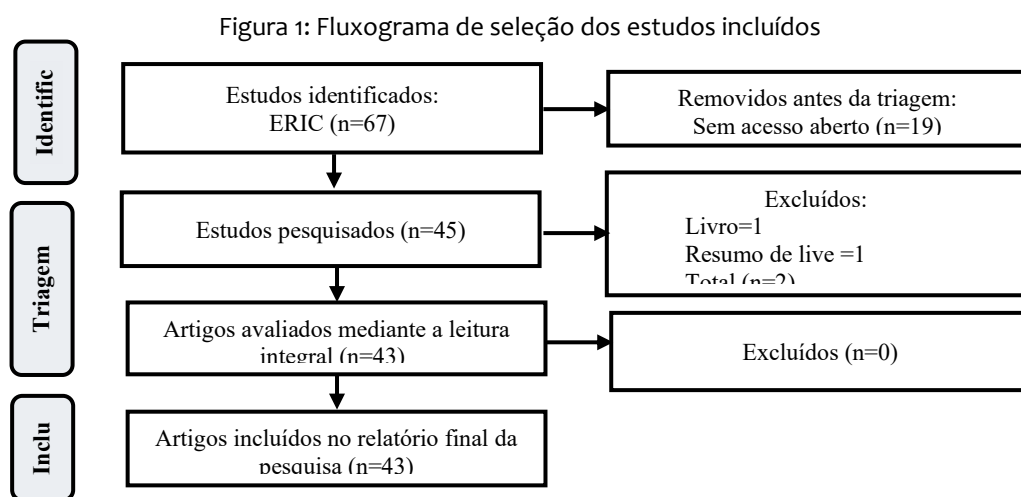 Figura 1: Fluxograma de seleção dos estudos incluídos
Identific
Estudos identificados:
ERIC (n=67)
Removidos antes da triagem:
Sem acesso aberto (n=19)
Triagem
Estudos pesquisados (n=45)
Excluídos:
Livro=1
Resumo de live =1
Total (n=2)
Artigos avaliados mediante a leitura
integral (n=43)
Excluídos (n=0)
Inclu
Artigos incluídos no relatório final da
pesquisa (n=43)